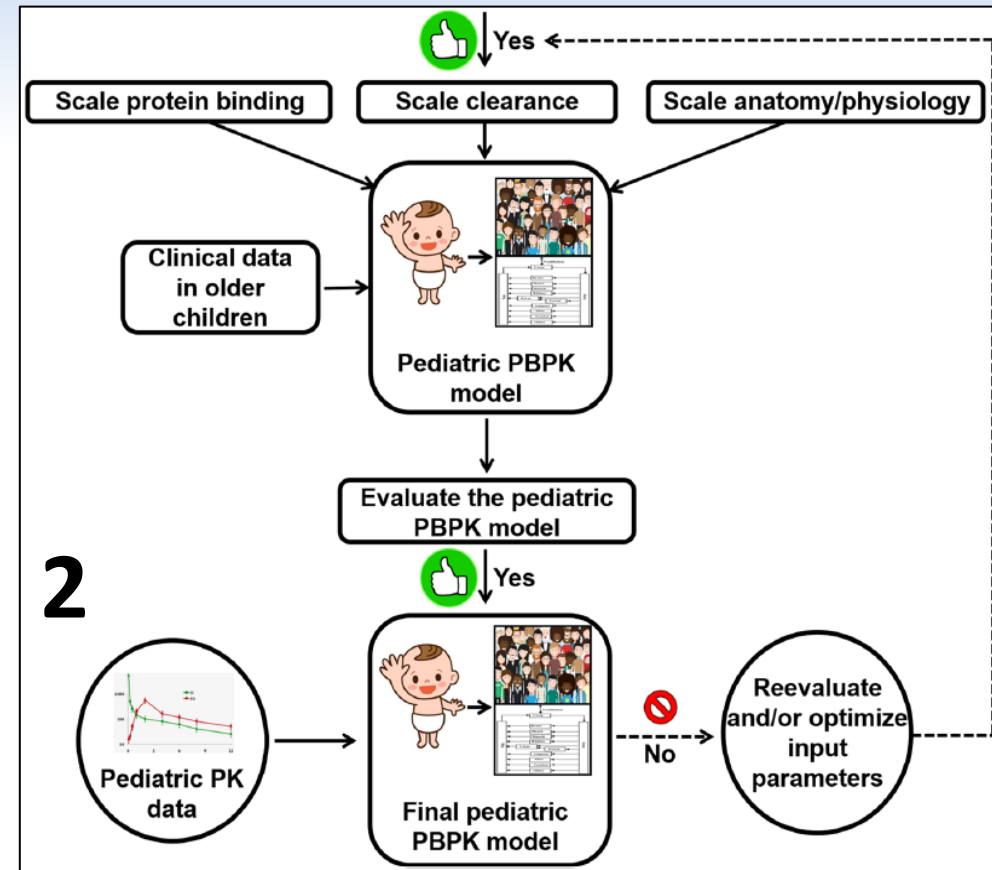 Yes
Scale protein binding
Scale clearance
Scale anatomy/physiology
Clinical data
in older
children
Pediatric PBPK
model
Evaluate the pediatric
PBPK model
Yes
2
Pediatric PK
data
Final pediatric
PBPK model
No
Reevaluate
and/or optimize
input
parameters